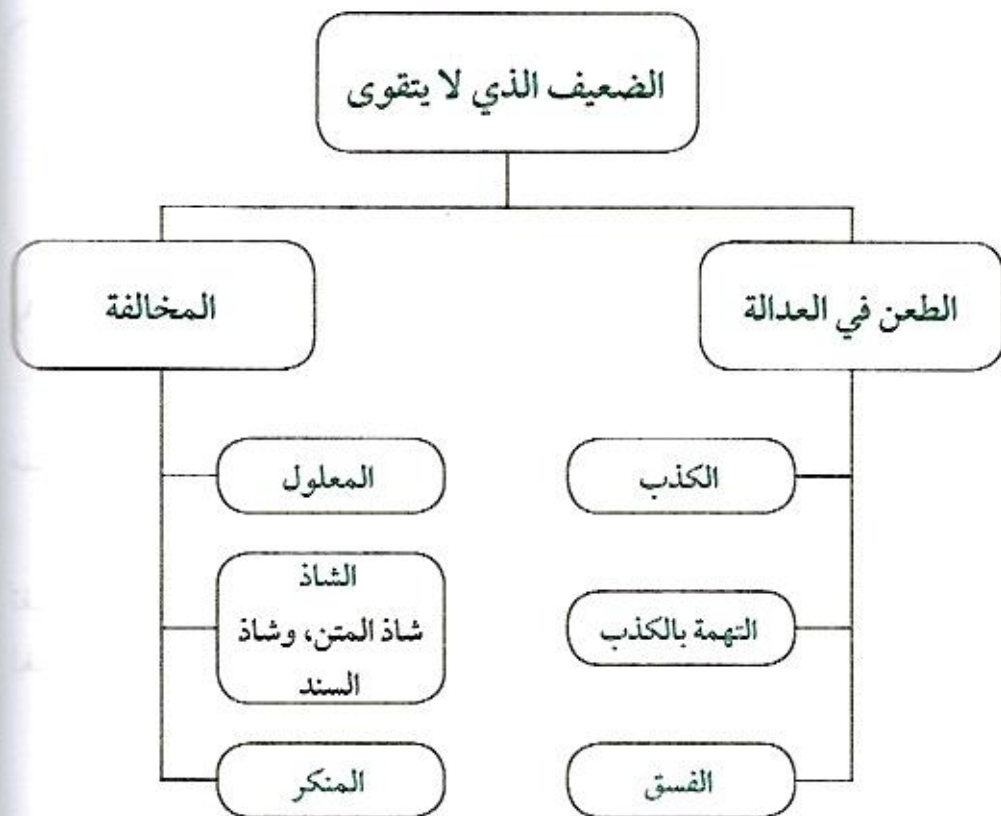 الضعيف الذي لا يتقوى
الطعن في العدالة
المخالفة
الكذب
المعلول
التهمة بالكذب
الشاذ
شاذ المتن، وشاذ
السند
الفسق
المنكر